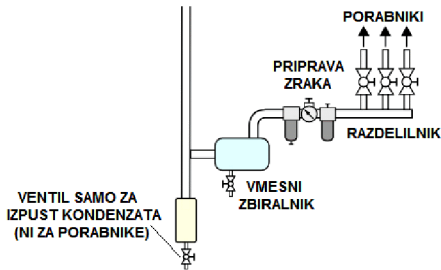 PORABNIKI
PRIPRAVA
ZRAKA
RAZDELILNIK
VMESNI
ZBIRALNIK
VENTIL SAMO ZA
IZPUST KONDENZATA
(NI ZA PORABNIKE)